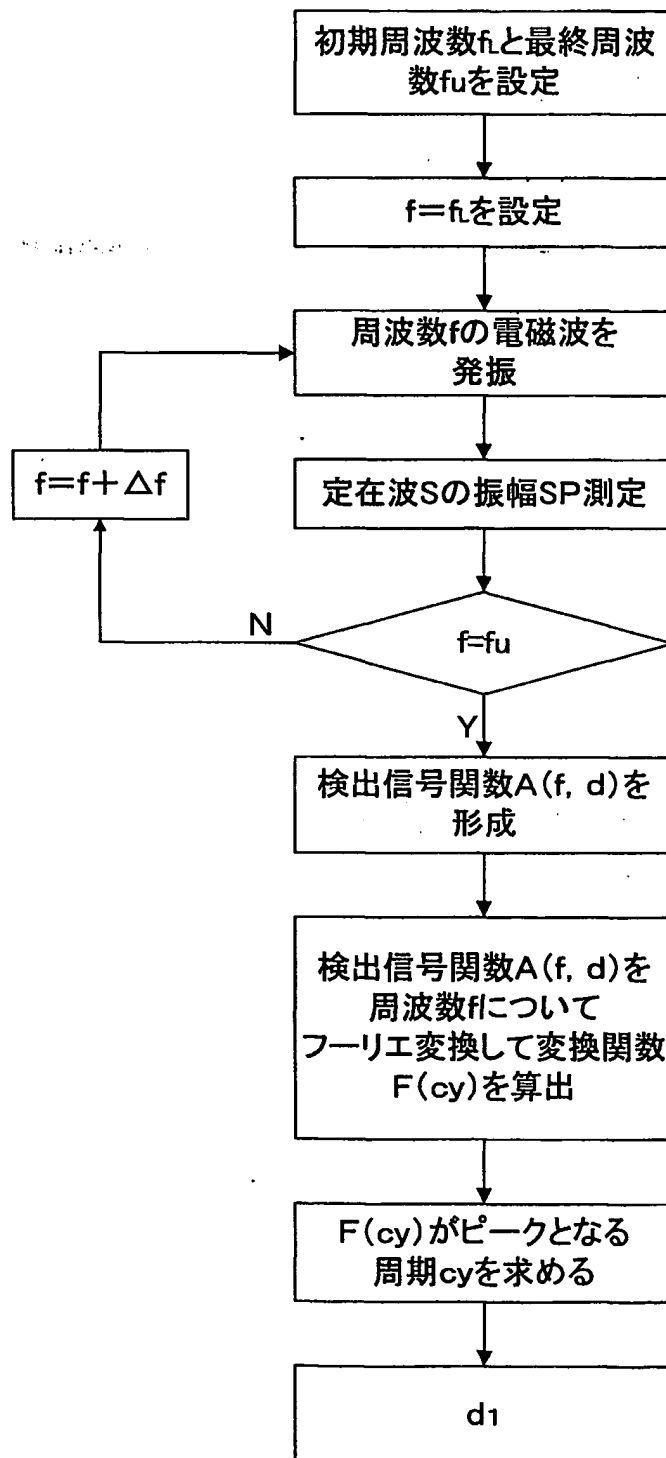 初期周波数fLと最終周波
数fuを設定
f=fLを設定
周波数fの電磁波を
発振
f=f+△f
定在波Sの振幅SP測定
N
f=fu
Y
検出信号関数A(f, d)を
形成
検出信号関数A(f, d)を
周波数fについて
フーリエ変換して変換関数
F(cy)を算出
F(cy)がピークとなる
周期cyを求める
d1